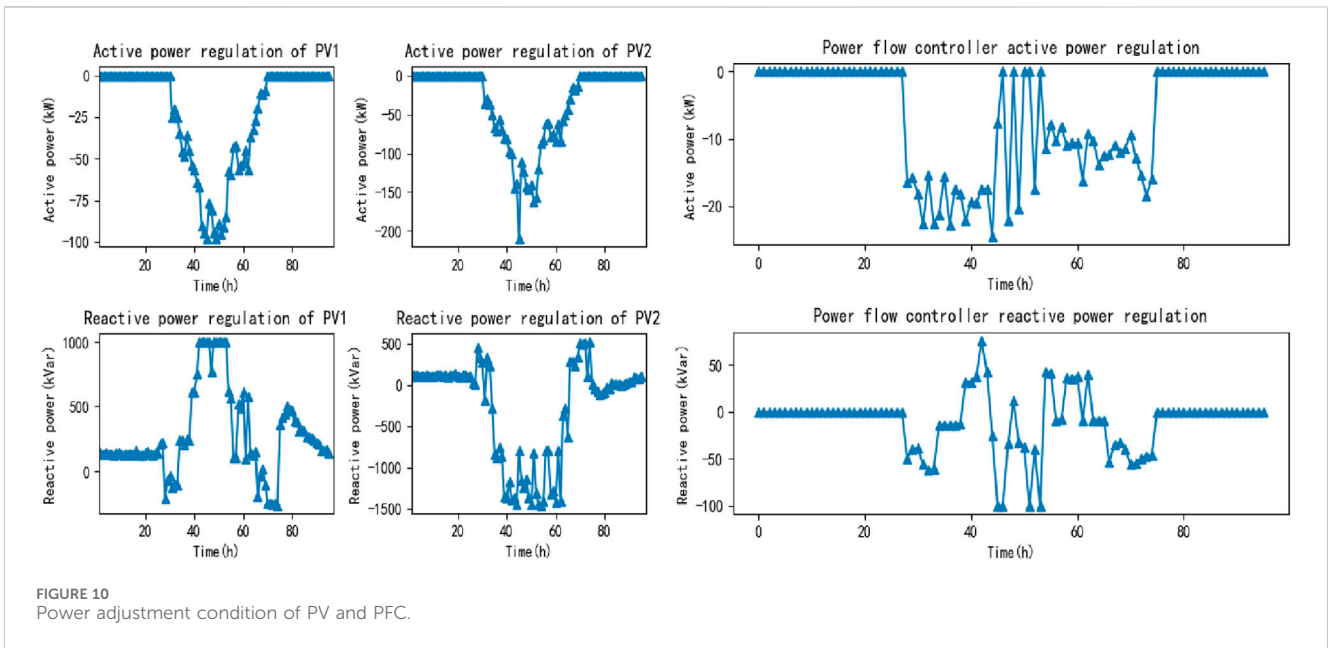 Active power regulation of PV1
Active power(kW)
0
-25
-50
-75
-100
20
40
60
80
Time(h)
Active power regulation of PV2
Active power(kW)
0
-50
-100
-150
-200
20
40
60
80
Time(h)
Power flow controller active power regulation
Active power(kW)
0
-10
-20
0
20
40
60
80
Time(h)
Reactive power regulation of PV1
Reactive power(kVar)
1000
500
0
20
40
60
80
Time(h)
Reactive power regulation of PV2
Reactive power(kVar)
500
0
-500
-1000
-1500
20
40
60
80
Time(h)
Power flow controller reactive power regulation
Reactive power(kVar)
50
0
-50
-100
0
20
40
60
80
Time(h)
FIGURE 10
Power adjustment condition of PV and PFC.